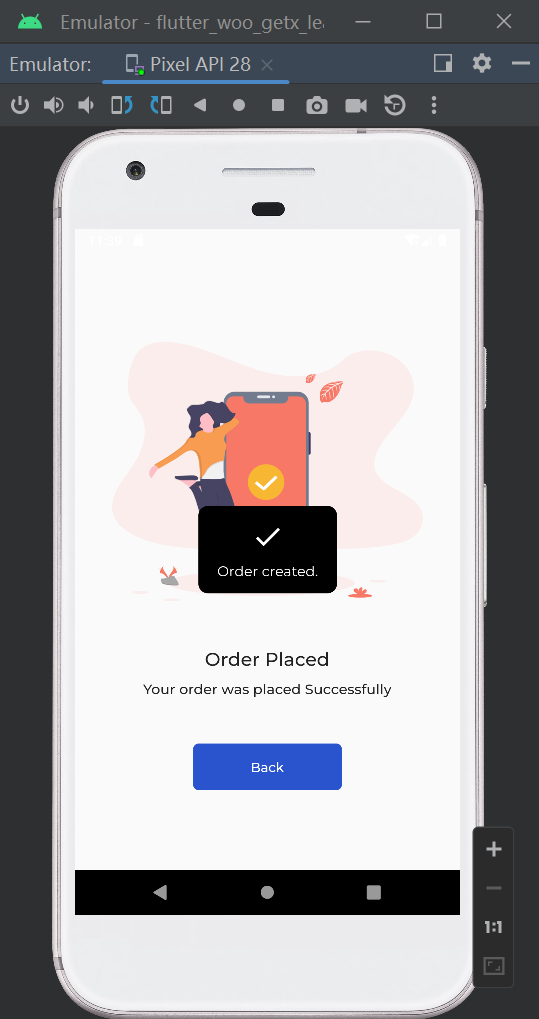 Emulator - flutter_woo_getx_le
Emulator:
Pixel API 28
11:34
Order created.
Order Placed
Your order was placed Successfully
Back
1:1